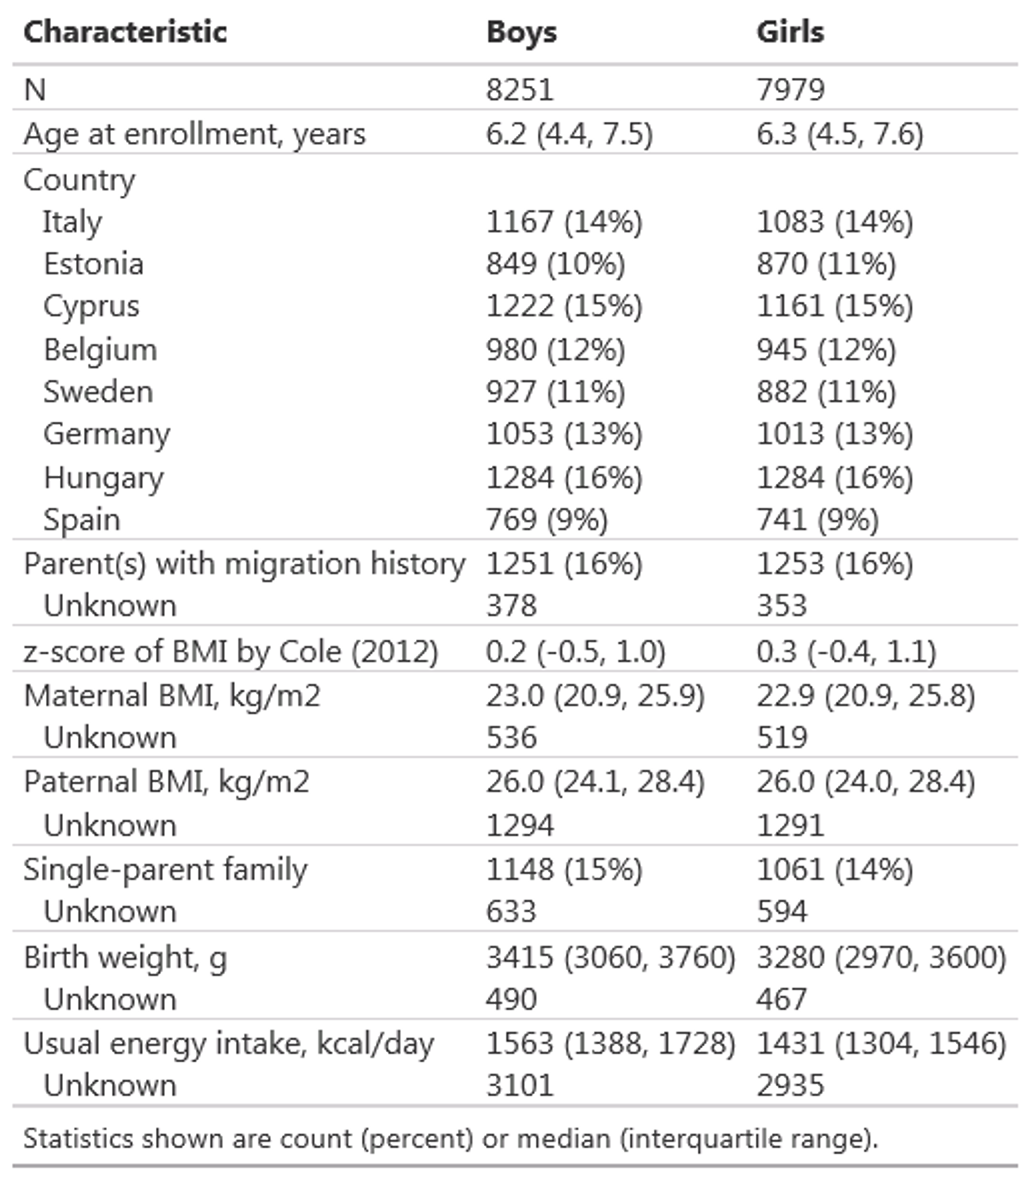 Characteristic Boys Girls
N 8251 7979
Age at enrollment, years 6.2 (4.4, 7.5) 6.3 (4.5, 7.6)
Country
Italy 1167 (14%) 1083 (14%)
Estonia 849 (10%) 870 (11%)
Cyprus 1222 (15%) 1161 (15%)
Belgium 980 (12%) 945 (12%)
Sweden 927 (11%) 882 (11%)
Germany 1053 (13%) 1013 (13%)
Hungary 1284 (16%) 1284 (16%)
Spain 769 (9%) 741 (9%)
Parent(s) with migration history 1251 (16%) 1253 (16%)
Unknown 378 353
z-score of BMI by Cole (2012) 0.2 (-0.5, 1.0) 0.3 (-0.4, 1.1)
Maternal BMI, kg/m2 23.0 (20.9, 25.9) 22.9 (20.9, 25.8)
Unknown 536 519
Paternal BMI, kg/m2 26.0 (24.1, 28.4) 26.0 (24.0, 28.4)
Unknown 1294 1291
Single-parent family 1148 (15%) 1061 (14%)
Unknown 633 594
Birth weight, g 3415 (3060, 3760) 3280 (2970, 3600)
Unknown 490 467
Usual energy intake, kcal/day 1563 (1388, 1728) 1431 (1304, 1546)
Unknown 3101 2935
Statistics shown are count (percent) or median (interquartile range).